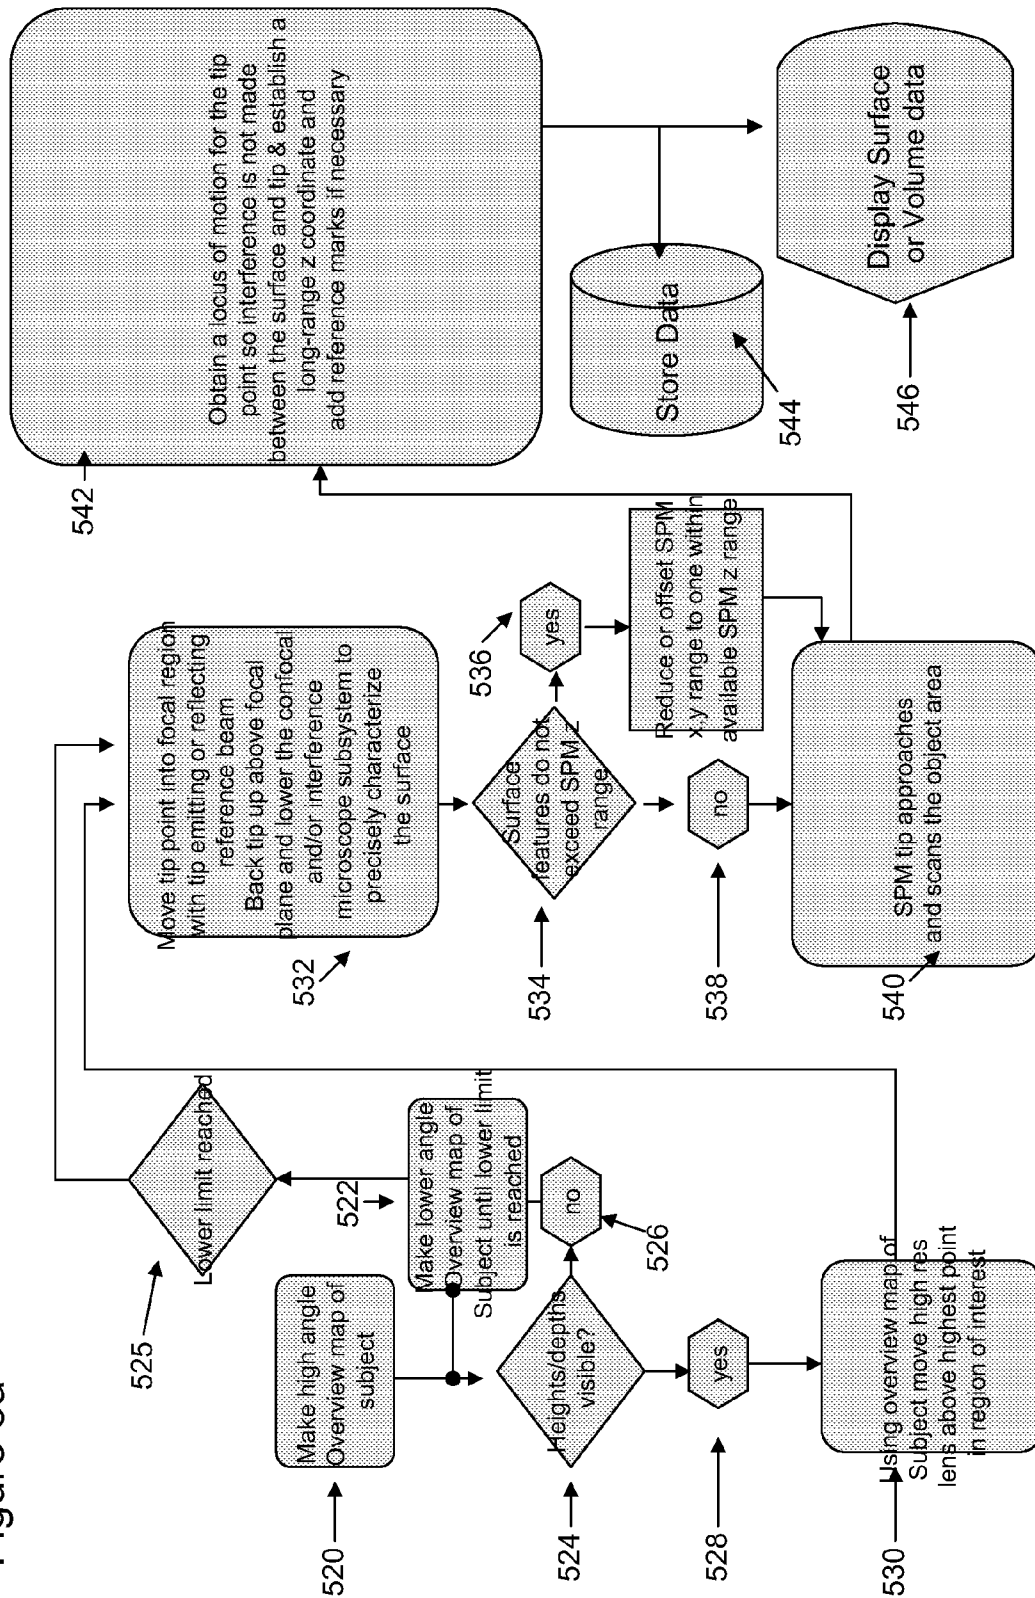 520
Make high angle
Overview map of
subject
525
Lower limit reached
522
Make lower angle
Overview map of
Subject until lower limit
is reached
524
Heights/depths
visible?
no
526
528
yes
530
Using overview map of
Subject move high res
lens above highest point
in region of interest
Move tip point into focal region
with tip emitting or reflecting
reference beam
Back tip up above focal
plane and lower the confocal
and/or interference
microscope subsystem to
precisely characterize
the surface
532
534
Surface
features do not
exceed SPM z
range
536
yes
Reduce or offset SPM
x.y range to one within
available SPM z range
538
no
540
SPM tip approaches
and scans the object area
542
Obtain a locus of motion for the tip
point so interference is not made
between the surface and tip & establish a
long-range z coordinate and
add reference marks if necessary
Store Data
544
Display Surface
or Volume data
546